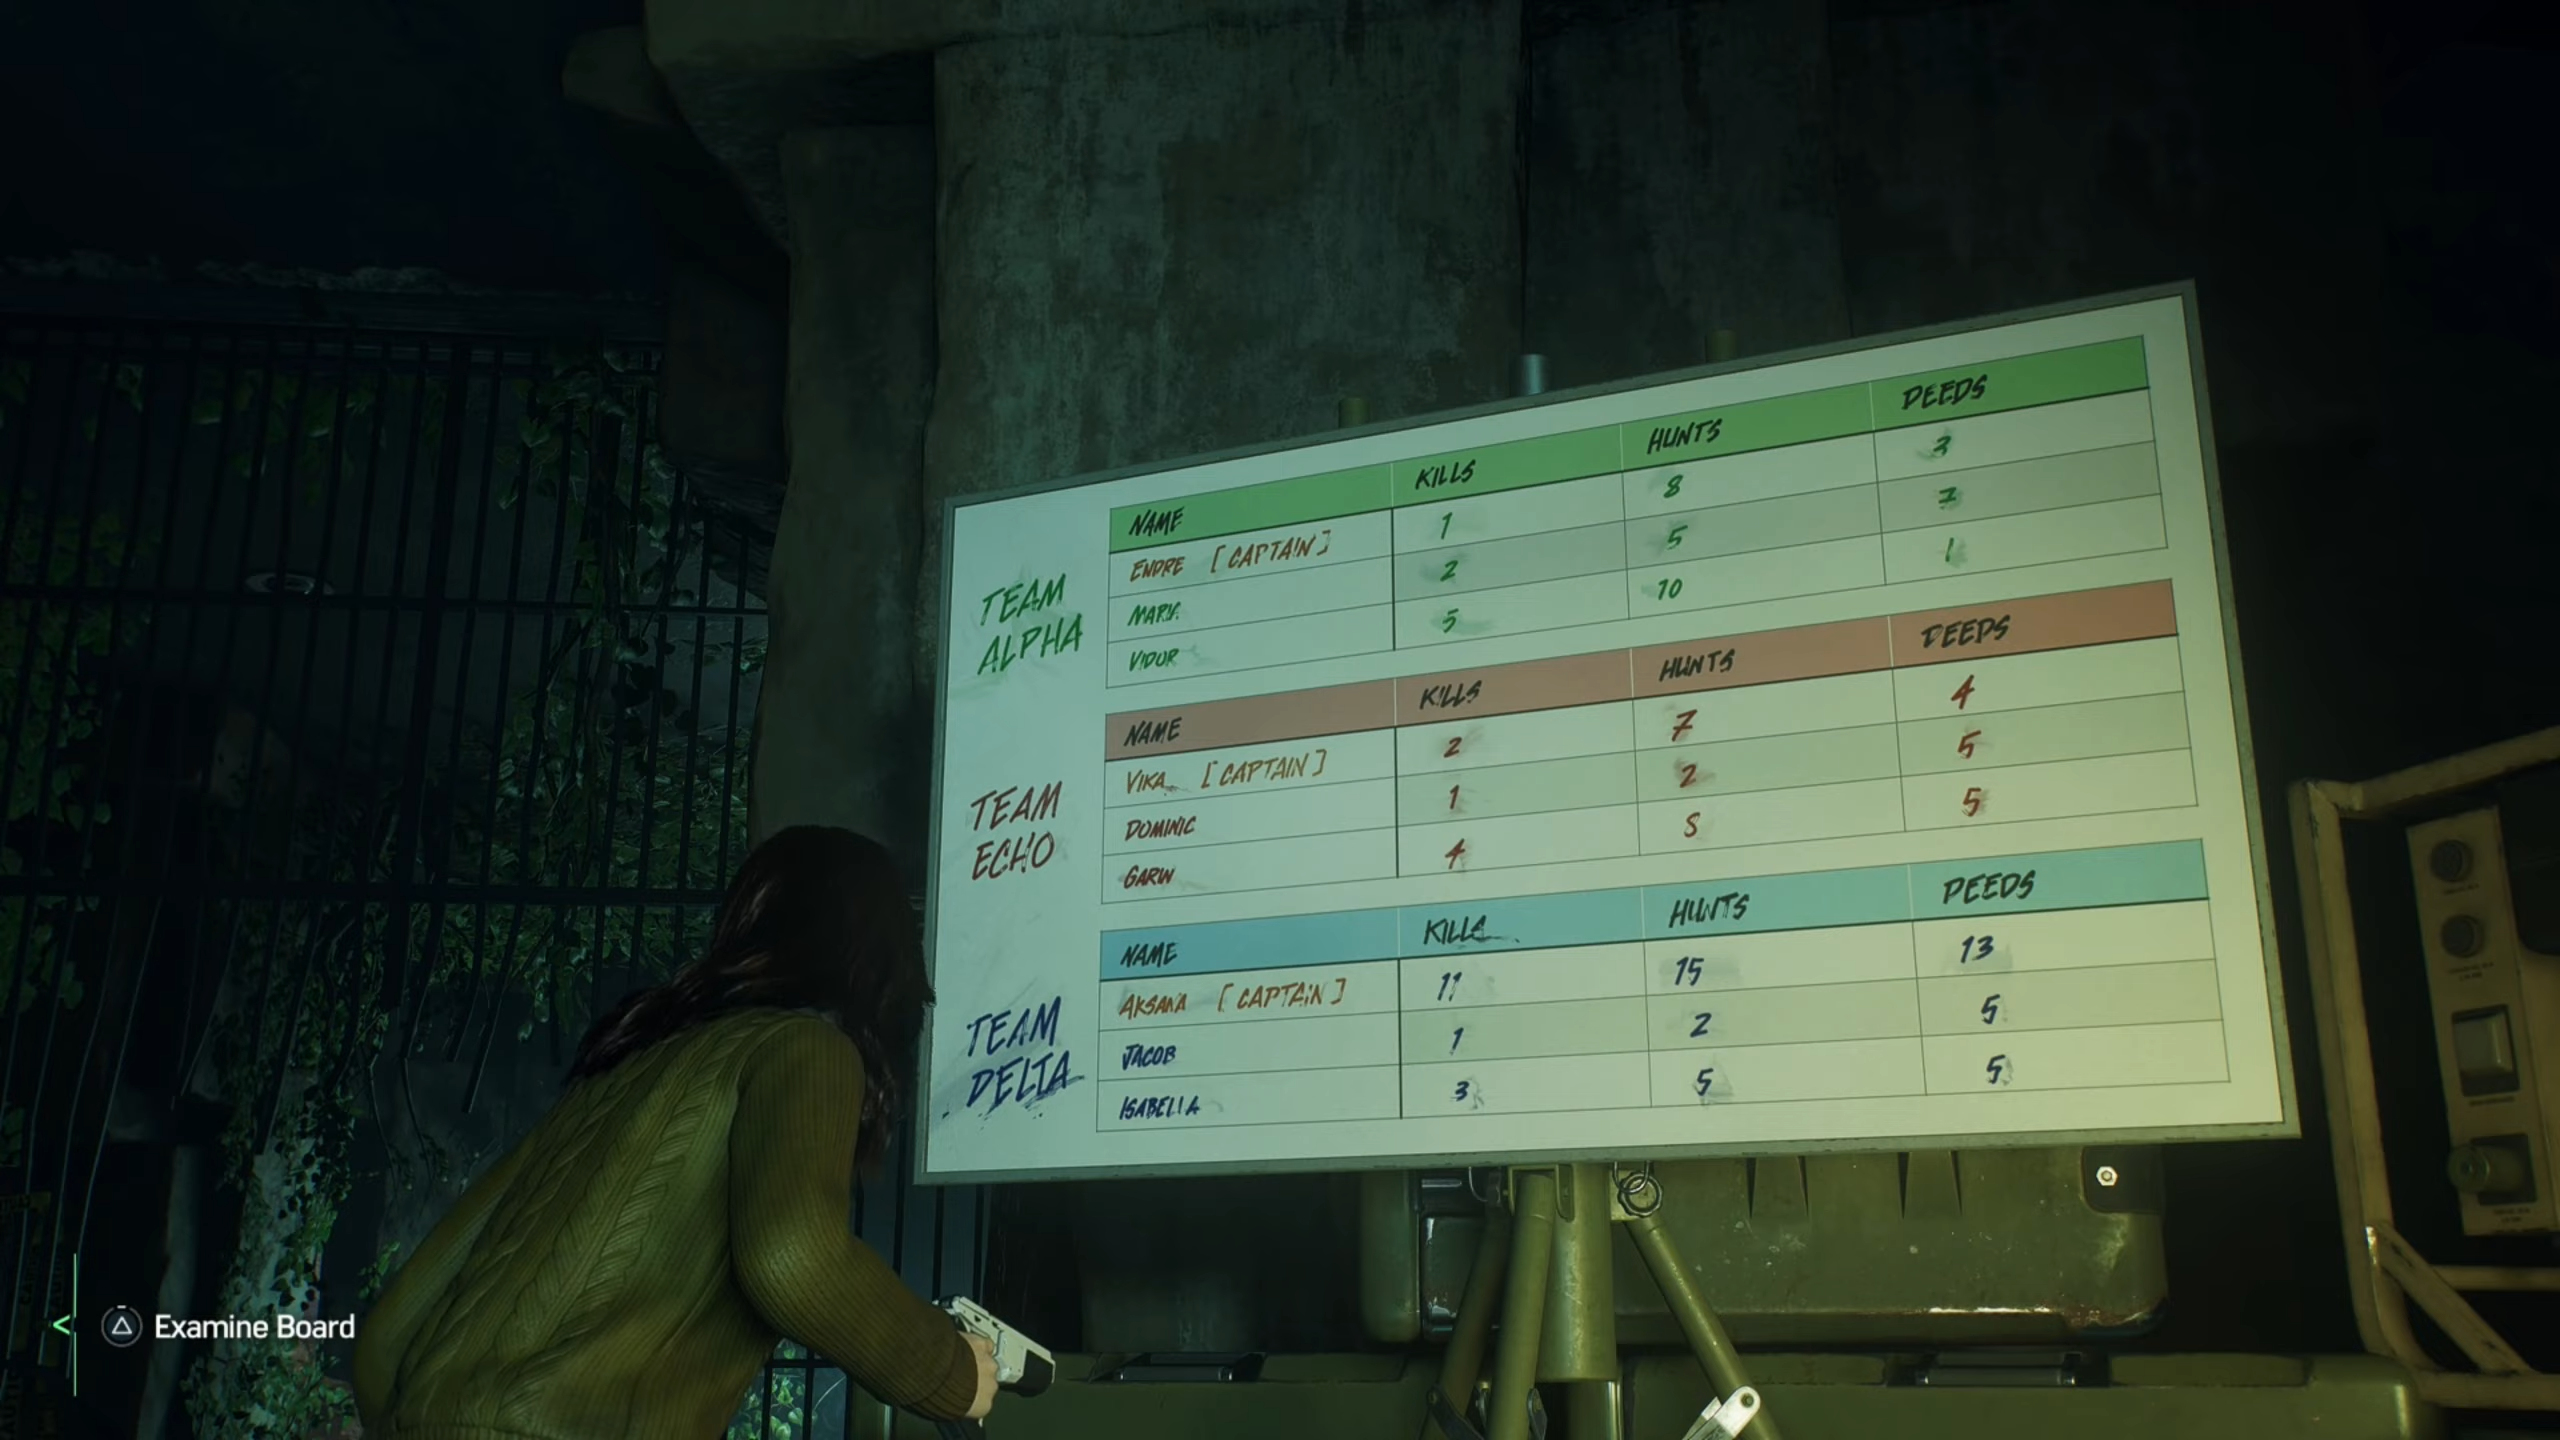 NAME KILLS HUNTS DEEDS
TEAM ALPHA
ENDRE [CAPTAIN] 1 8 3
MARK 2 5 7
VIDUR 5 10 1
NAME KILLS HUNTS DEEDS
TEAM ECHO
VIKA [CAPTAIN] 2 7 4
DOMINIC 1 2 5
GARW 4 5 5
NAME KILLS HUNTS DEEDS
TEAM DELTA
AKSANA [CAPTAIN] 11 15 13
JACOB 1 2 5
ISABELLA 3 5 5
< Examine Board